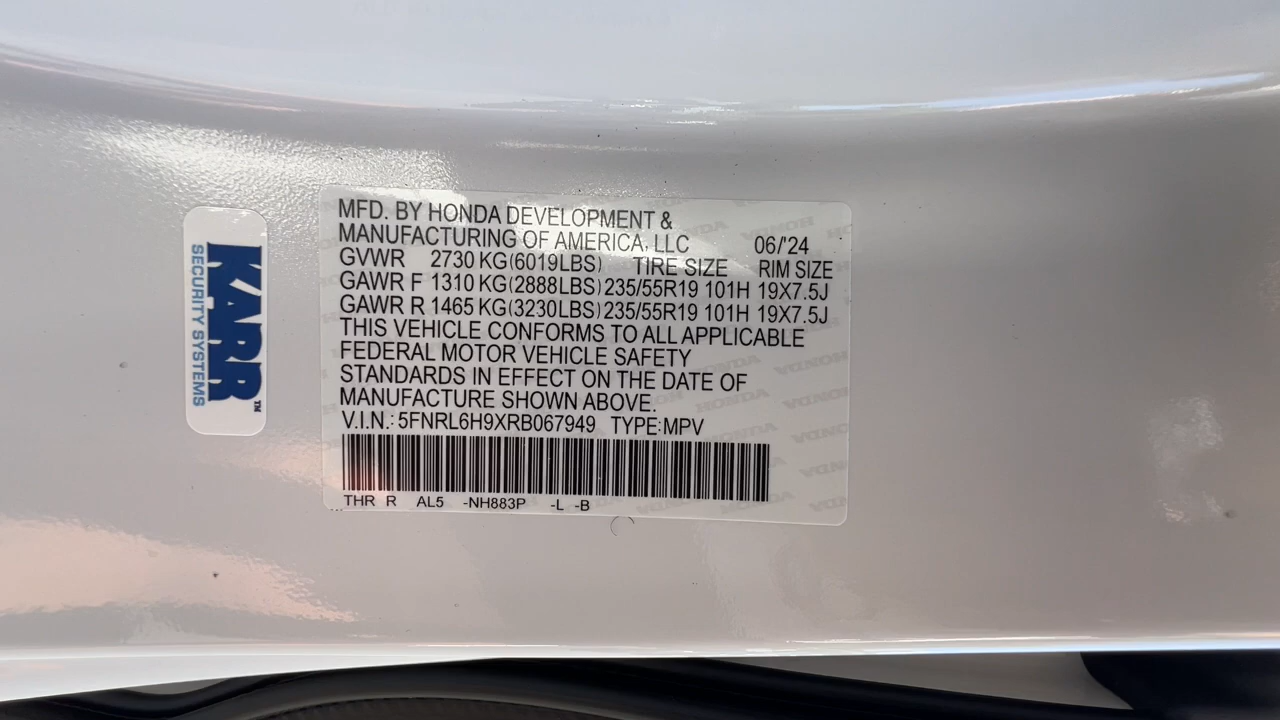 KARR™
SECURITY SYSTEMS
MFD. BY HONDA DEVELOPMENT &
MANUFACTURING OF AMERICA, LLC 06/'24
GVWR 2730 KG(6019LBS) TIRE SIZE RIM SIZE
GAWR F 1310 KG(2888LBS) 235/55R19 101H 19X7.5J
GAWR R 1465 KG(3230LBS) 235/55R19 101H 19X7.5J
THIS VEHICLE CONFORMS TO ALL APPLICABLE
FEDERAL MOTOR VEHICLE SAFETY
STANDARDS IN EFFECT ON THE DATE OF
MANUFACTURE SHOWN ABOVE.
V.I.N.: 5FNRL6H9XRB067949 TYPE:MPV
THR R AL5 -NH883P -L -B